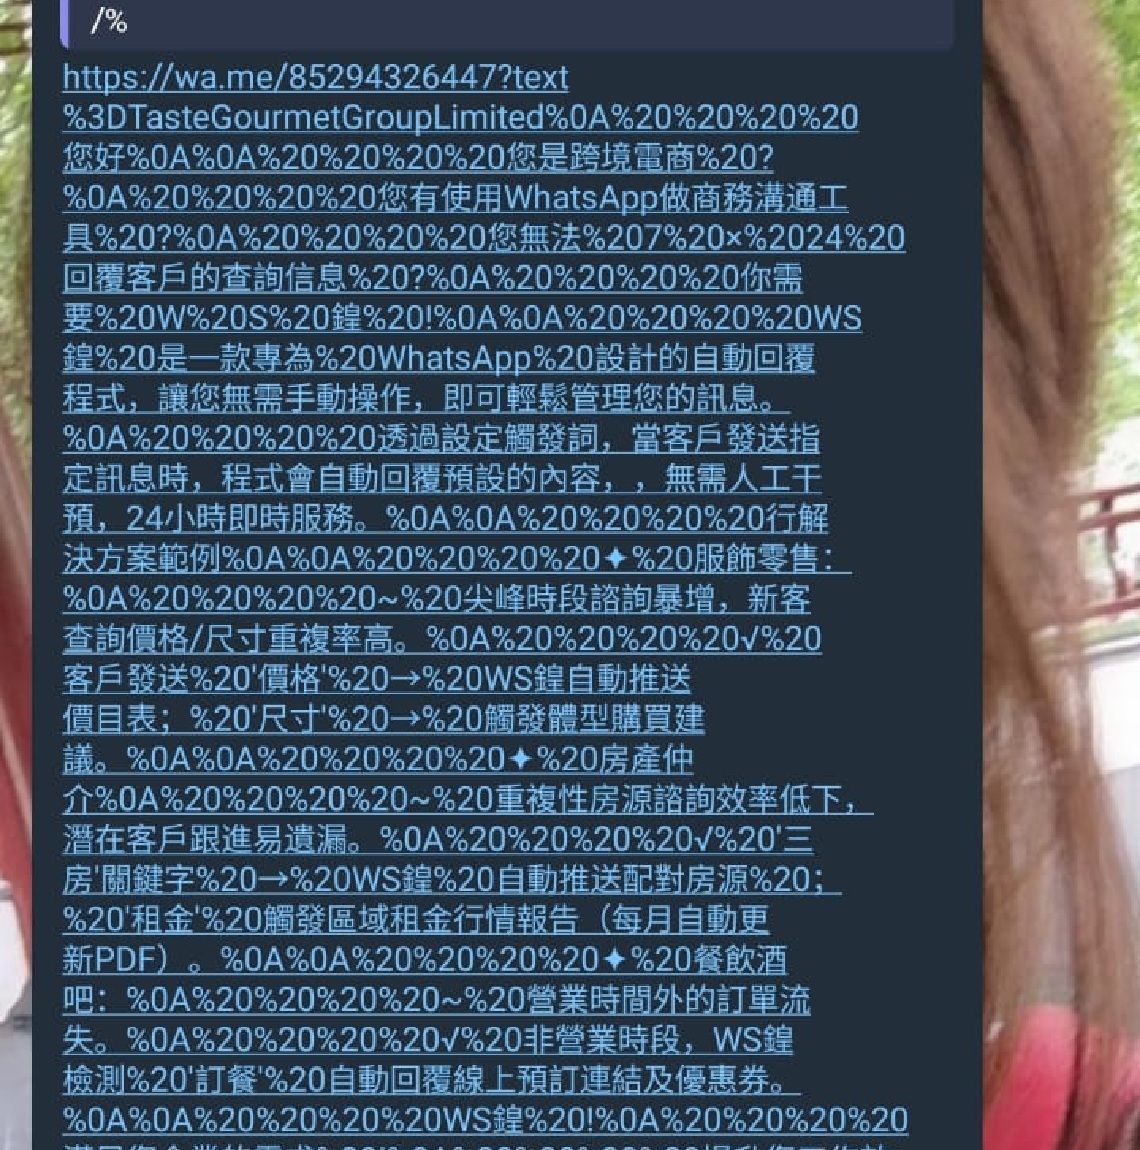 /%
https://wa.me/85294326447?text
%3DTasteGourmetGroupLimited%0A%20%20%20%20
您好%0A%0A%20%20%20%20您是跨境電商%20?
%0A%20%20%20%20您有使用WhatsApp做商務溝通工
具%20?%0A%20%20%20%20您無法%207%20×%2024%20
回覆客戶的查詢信息%20?%0A%20%20%20%20你需
要%20W%20S%20鍠%20!%0A%0A%20%20%20%20WS
鍠%20是一款專為%20WhatsApp%20設計的自動回覆
程式，讓您無需手動操作，即可輕鬆管理您的訊息。
%0A%20%20%20%20透過設定觸發詞，當客戶發送指
定訊息時，程式會自動回覆預設的內容，，無需人工干
預，24小時即時服務。%0A%0A%20%20%20%20行解
決方案範例%0A%0A%20%20%20%20✦%20服飾零售：
%0A%20%20%20%20~%20尖峰時段諮詢暴增，新客
查詢價格/尺寸重複率高。%0A%20%20%20%20√%20
客戶發送%20'價格'%20→%20WS鍠自動推送
價目表；%20'尺寸'%20→%20觸發體型購買建
議。%0A%0A%20%20%20%20✦%20房產仲
介%0A%20%20%20%20~%20重複性房源諮詢效率低下，
潛在客戶跟進易遺漏。%0A%20%20%20%20√%20'三
房'關鍵字%20→%20WS鍠%20自動推送配對房源%20；
%20'租金'%20觸發區域租金行情報告（每月自動更
新PDF）。%0A%0A%20%20%20%20✦%20餐飲酒
吧：%0A%20%20%20%20~%20營業時間外的訂單流
失。%0A%20%20%20%20√%20非營業時段，WS鍠
檢測%20'訂餐'%20自動回覆線上預訂連結及優惠券。
%0A%0A%20%20%20%20WS鍠%20!%0A%20%20%20%20